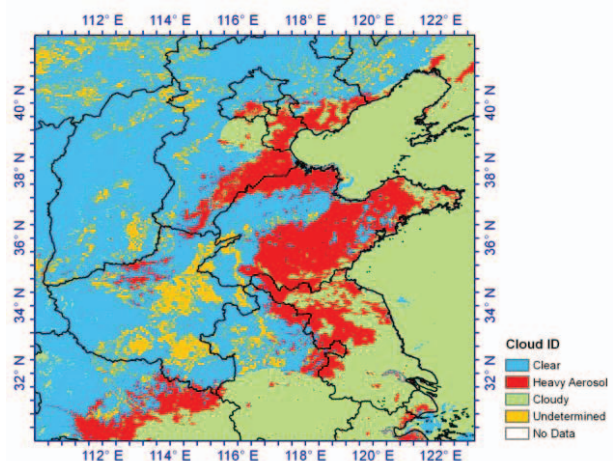 112° E 114° E 116° E 118° E 120° E 122° E
40° N 40° N
38° N 38° N
36° N 36° N
34° N 34° N
32° N 32° N
Cloud ID
Clear
Heavy Aerosol
Cloudy
Undetermined
No Data
112° E 114° E 116° E 118° E 120° E 122° E